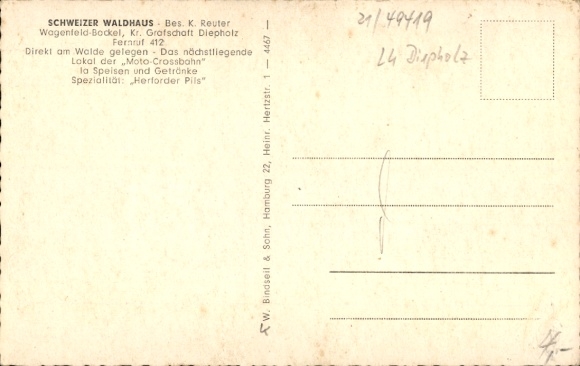 SCHWEIZER WALDHAUS - Bes. K. Reuter
Wagenfeld-Bockel, Kr. Grafschaft Diepholz
Fernruf 412
Direkt am Walde gelegen - Das nächstliegende
Lokal der „Moto-Crossbahn"
Ia Speisen und Getränke
Spezialität: „Herforder Pils"
W. Bindseil & Sohn, Hamburg 22, Heinr. Hertzstr. 1 — 4467 —
21/49419
LK Diepholz